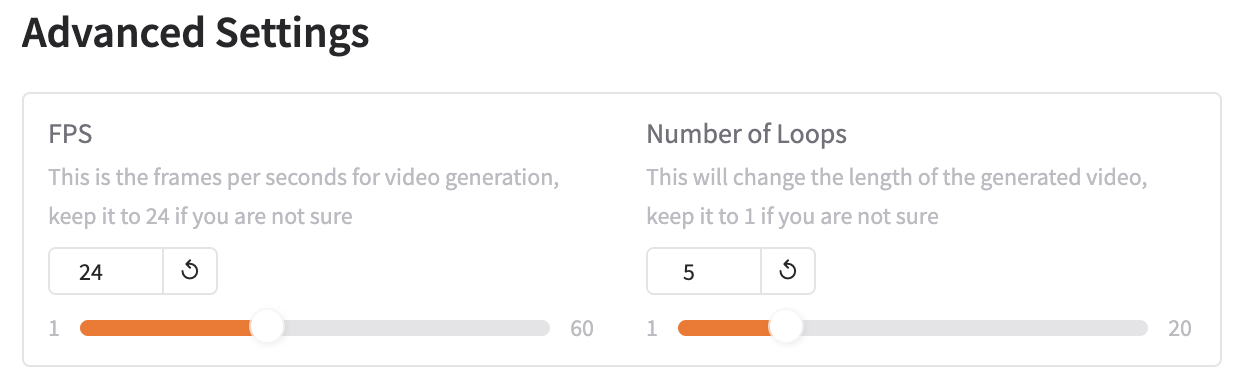 Advanced Settings
FPS
This is the frames per seconds for video generation,
keep it to 24 if you are not sure
24
1 60
Number of Loops
This will change the length of the generated video,
keep it to 1 if you are not sure
5
1 20